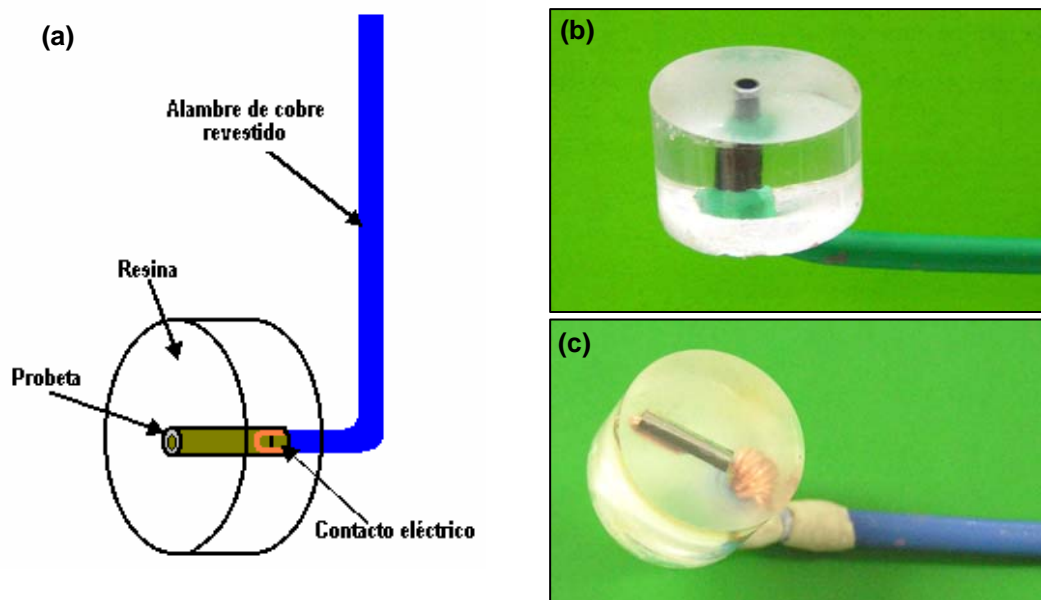 (a)
Alambre de cobre
revestido
Resina
Probeta
Contacto eléctrico
(b)
(c)